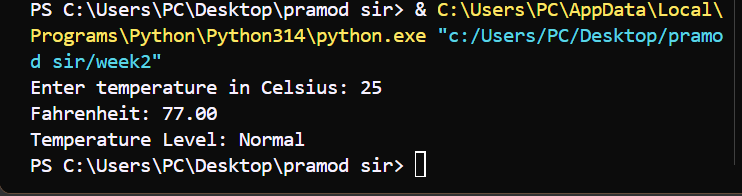 PS C:\Users\PC\Desktop\pramod sir> & C:\Users\PC\AppData\Local\
Programs\Python\Python314\python.exe "c:/Users/PC/Desktop/pramo
d sir/week2"
Enter temperature in Celsius: 25
Fahrenheit: 77.00
Temperature Level: Normal
PS C:\Users\PC\Desktop\pramod sir>